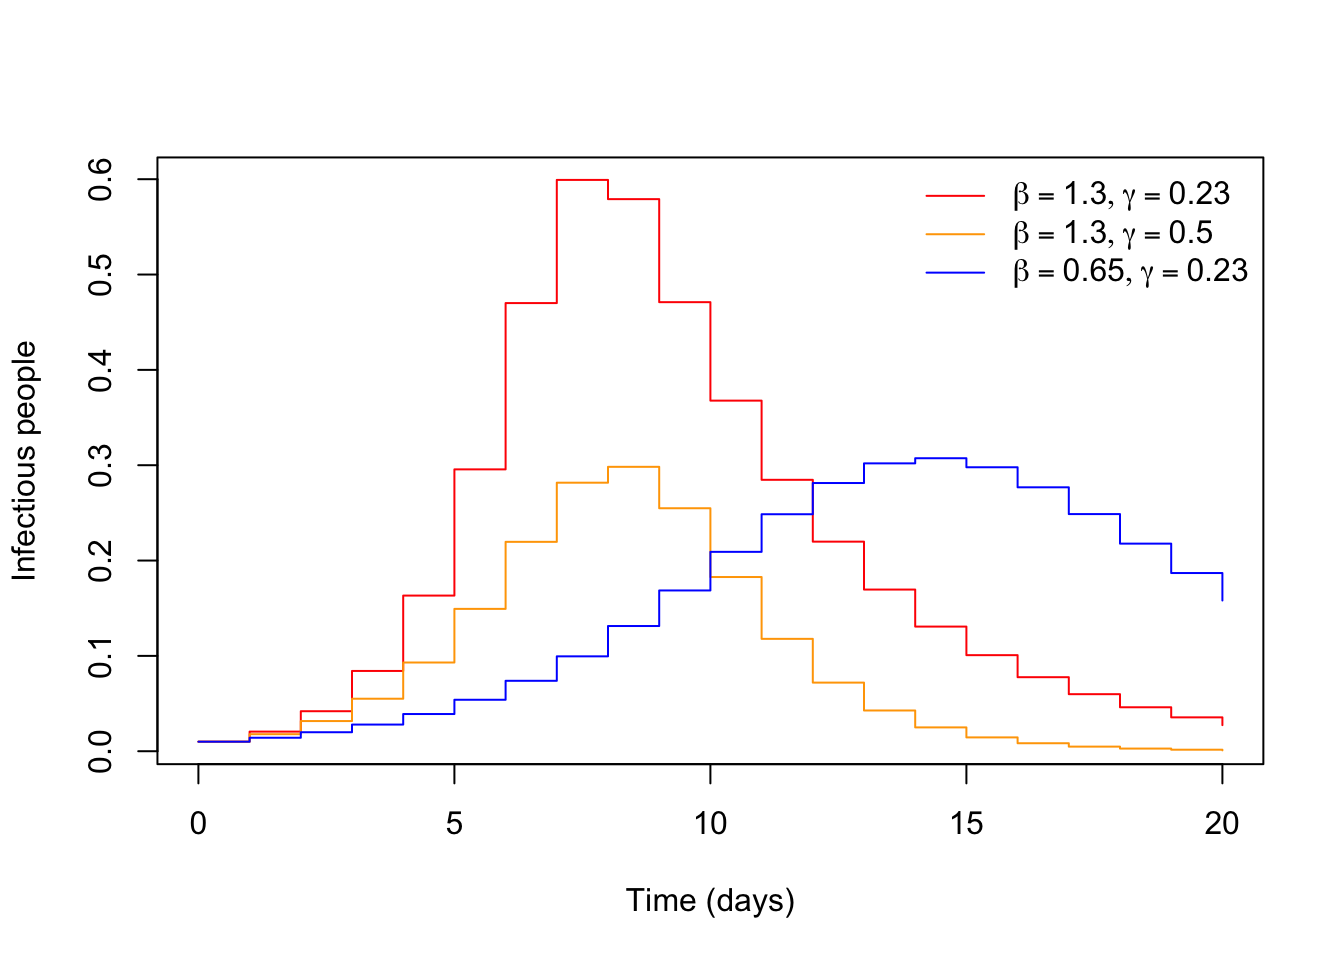 β = 1.3, γ = 0.23
β = 1.3, γ = 0.5
β = 0.65, γ = 0.23
Infectious people
0.6
0.5
0.4
0.3
0.2
0.1
0.0
0 5 10 15 20
Time (days)